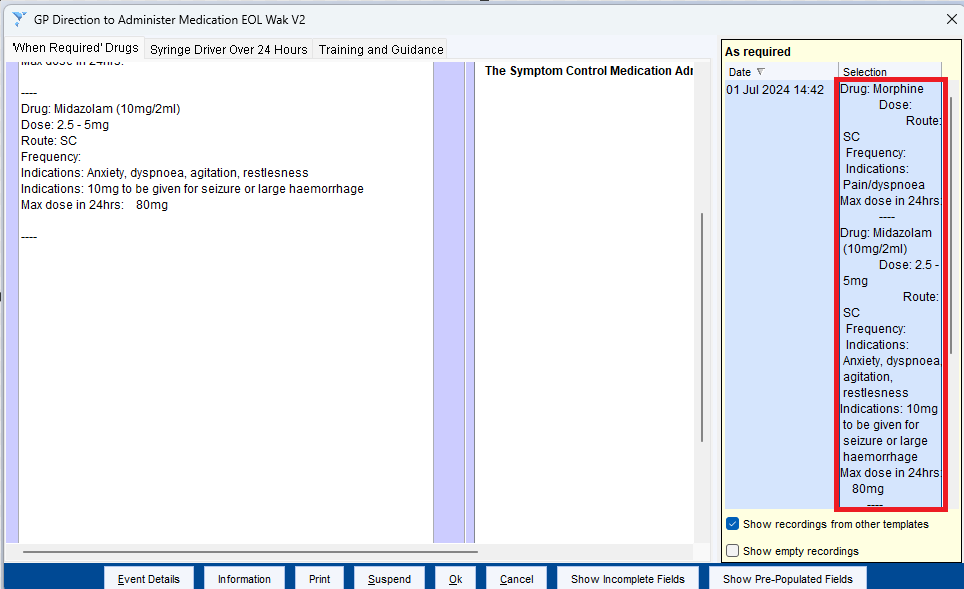 GP Direction to Administer Medication EOL Wak V2
'When Required' Drugs
Syringe Driver Over 24 Hours
Training and Guidance
Max dose in 24hrs:
----
Drug: Midazolam (10mg/2ml)
Dose: 2.5 - 5mg
Route: SC
Frequency:
Indications: Anxiety, dyspnoea, agitation, restlesness
Indications: 10mg to be given for seizure or large haemorrhage
Max dose in 24hrs: 80mg
----
The Symptom Control Medication Adr
As required
Date
Selection
01 Jul 2024 14:42
Drug: Morphine
Dose:
Route:
SC
Frequency:
Indications:
Pain/dyspnoea
Max dose in 24hrs:
----
Drug: Midazolam
(10mg/2ml)
Dose: 2.5 -
5mg
Route:
SC
Frequency:
Indications:
Anxiety, dyspnoea,
agitation,
restlesness
Indications: 10mg
to be given for
seizure or large
haemorrhage
Max dose in 24hrs:
80mg
----
Show recordings from other templates
Show empty recordings
Event Details
Information
Print
Suspend
Ok
Cancel
Show Incomplete Fields
Show Pre-Populated Fields